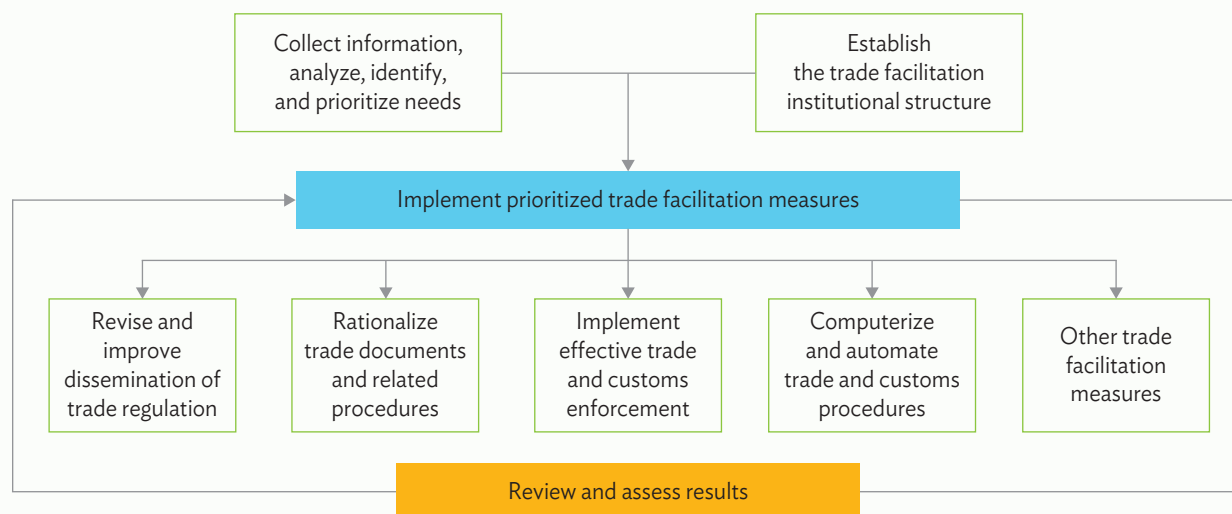 Collect information,
analyze, identify,
and prioritize needs
Establish
the trade facilitation
institutional structure
Implement prioritized trade facilitation measures
Revise and
improve
dissemination of
trade regulation
Rationalize
trade documents
and related
procedures
Implement
effective trade
and customs
enforcement
Computerize
and automate
trade and customs
procedures
Other trade
facilitation
measures
Review and assess results